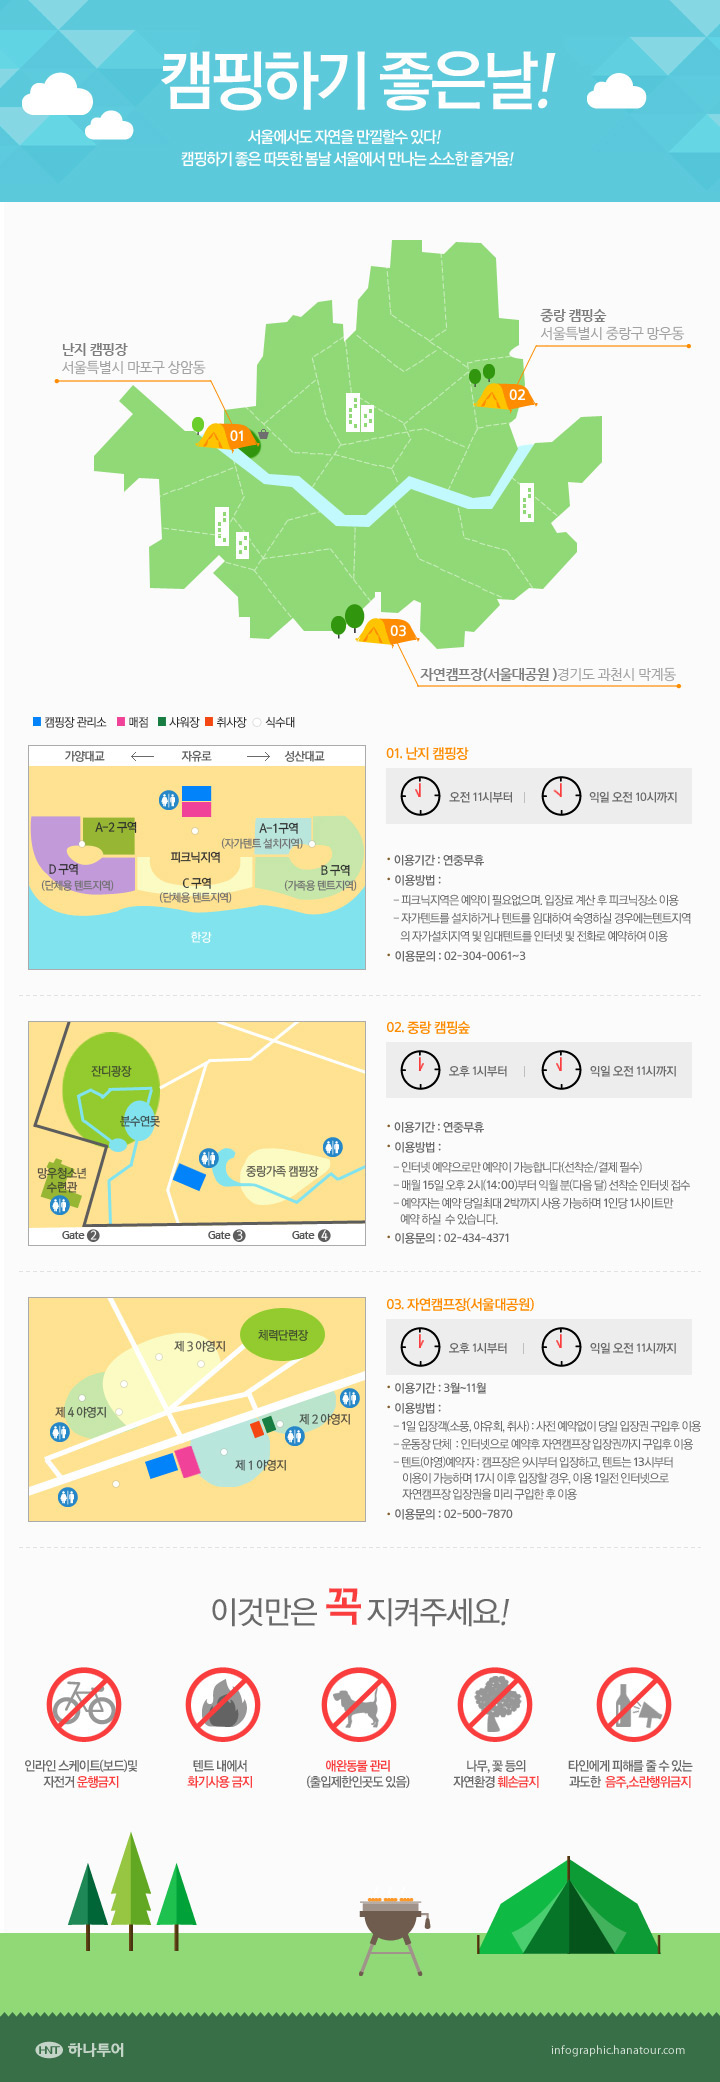 캠핑하기 좋은날!
서울에서도 자연을 만낄할수 있다!
캠핑하기 좋은 따뜻한 봄날 서울에서 만나는 소소한 즐거움!
중랑 캠핑숲
서울특별시 중랑구 망우동
난지 캠핑장
서울특별시 마포구 상암동
02
01
03
자연캠프장(서울대공원 )경기도 과천시 막계동
캠핑장 관리소 매점 샤워장 취사장 식수대
가양대교 자유로 성산대교
A-2 구역
A-1구역
(자가텐트 설치지역)
피크닉지역
D 구역
(단체용 텐트지역)
C 구역
(단체용 텐트지역)
B 구역
(가족용 텐트지역)
한강
01. 난지 캠핑장
오전 11시부터 | 익일 오전 10시까지
• 이용기간 : 연중무휴
• 이용방법 :
– 피크닉지역은 예약이 필요없으며. 입장료 계산 후 피크닉장소 이용
– 자가텐트를 설치하거나 텐트를 임대하여 숙영하실 경우에는텐트지역
의 자가설치지역 및 임대텐트를 인터넷 및 전화로 예약하여 이용
• 이용문의 : 02-304-0061~3
잔디광장
분수연못
망우청소년
수련관
중랑가족 캠핑장
Gate 2 Gate 3 Gate 4
02. 중랑 캠핑숲
오후 1시부터 | 익일 오전 11시까지
• 이용기간 : 연중무휴
• 이용방법 :
– 인터넷 예약으로만 예약이 가능합니다(선착순/결제 필수)
– 매월 15일 오후 2시(14:00)부터 익월 분(다음 달) 선착순 인터넷 접수
– 예약자는 예약 당일최대 2박까지 사용 가능하며 1인당 1사이트만
예약 하실 수 있습니다.
• 이용문의 : 02-434-4371
체력단련장
제 3 야영지
제 4 야영지
제 2 야영지
제 1 야영지
03. 자연캠프장(서울대공원)
오후 1시부터 | 익일 오전 11시까지
• 이용기간 : 3월~11월
• 이용방법 :
– 1일 입장객(소풍, 야유회, 취사) : 사전 예약없이 당일 입장권 구입후 이용
– 운동장 단체 : 인터넷으로 예약후 자연캠프장 입장권까지 구입후 이용
– 텐트(야영)예약자 : 캠프장은 9시부터 입장하고, 텐트는 13시부터
이용이 가능하며 17시 이후 입장할 경우, 이용 1일전 인터넷으로
자연캠프장 입장권을 미리 구입한 후 이용
• 이용문의 : 02-500-7870
이것만은 꼭 지켜주세요!
인라인 스케이트(보드)및
자전거 운행금지
텐트 내에서
화기사용 금지
애완동물 관리
(출입제한인곳도 있음)
나무, 꽃 등의
자연환경 훼손금지
타인에게 피해를 줄 수 있는
과도한 음주,소란행위금지
HNT 하나투어
infographic.hanatour.com